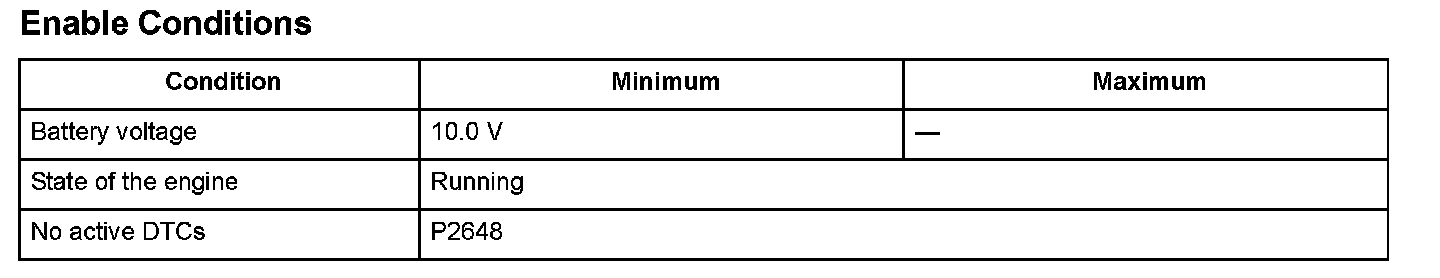 Enable Conditions
Condition Minimum Maximum
Battery voltage 10.0 V —
State of the engine Running
No active DTCs P2648